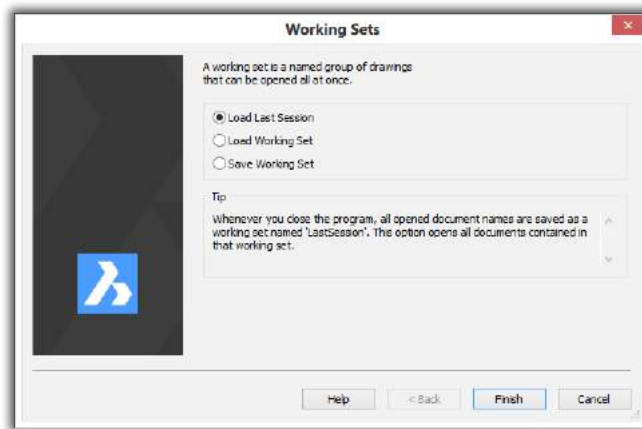 Working Sets
A working set is a named group of drawings
that can be opened all at once.
Load Last Session
Load Working Set
Save Working Set
Tip
Whenever you close the program, all opened document names are saved as a
working set named 'LastSession'. This option opens all documents contained in
that working set.
Help
< Back
Finish
Cancel